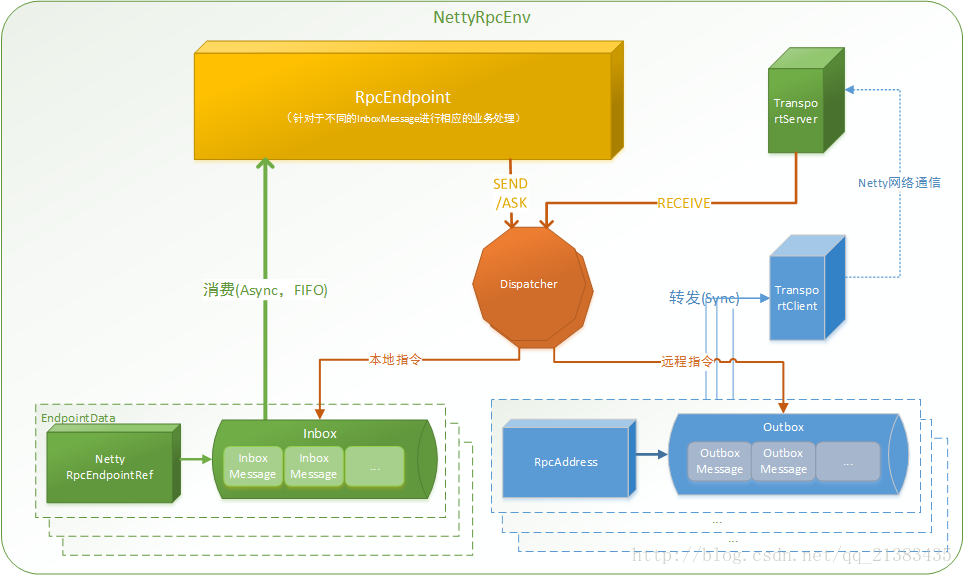 NettyRpcEnv
RpcEndpoint
（针对于不同的InboxMessage进行相应的业务处理）
Transpo
rtServer
SEND
/ASK
RECEIVE
Netty网络通信
Dispatcher
消费(Async，FIFO)
转发(Sync)
Transpo
rtClient
本地指令
远程指令
EndpointData
Netty
RpcEndpointRef
Inbox
Inbox
Message
Inbox
Message
...
RpcAddress
Outbox
Outbox
Message
Outbox
Message
...
...
...
http://blog.csdn.net/qq_21383435